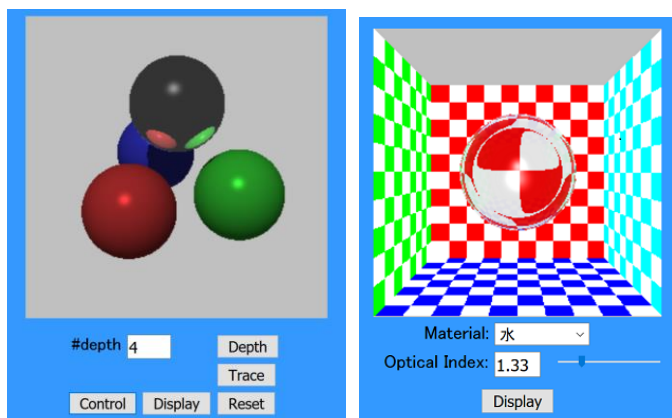 #depth 4 Depth
Trace
Control Display Reset
Material: 水
Optical Index: 1.33
Display